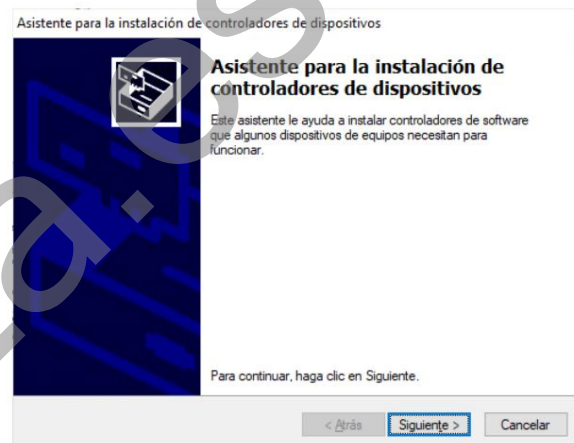 Asistente para la instalación de controladores de dispositivos
Asistente para la instalación de
controladores de dispositivos
Este asistente le ayuda a instalar controladores de software
que algunos dispositivos de equipos necesitan para
funcionar.
Para continuar, haga clic en Siguiente.
< Atrás
Siguiente >
Cancelar